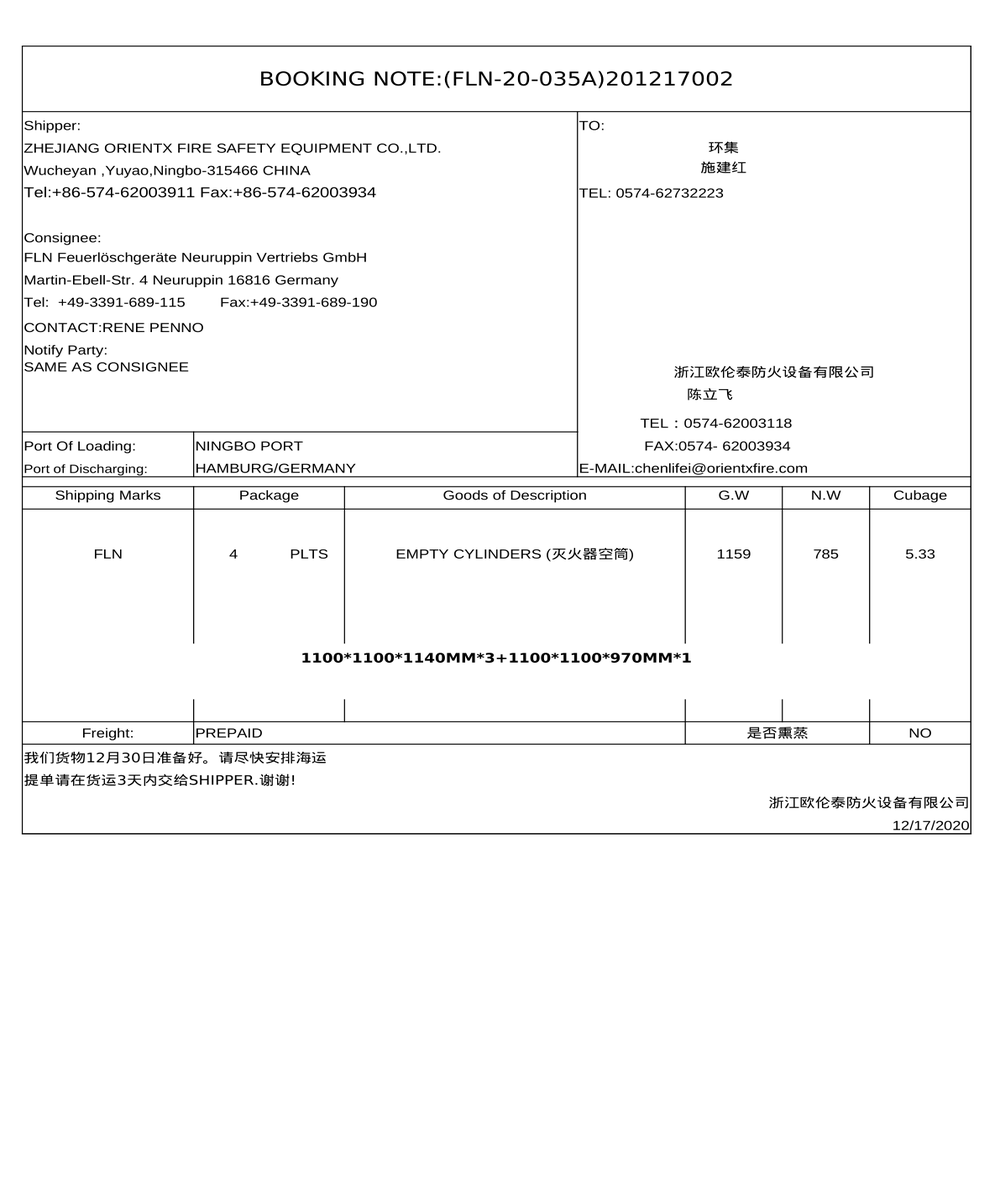 BOOKING NOTE:(FLN-20-035A)201217002
Shipper:
ZHEJIANG ORIENTX FIRE SAFETY EQUIPMENT CO.,LTD.
Wucheyan ,Yuyao,Ningbo-315466 CHINA
Tel:+86-574-62003911 Fax:+86-574-62003934
Consignee:
FLN Feuerlöschgeräte Neuruppin Vertriebs GmbH
Martin-Ebell-Str. 4 Neuruppin 16816 Germany
Tel: +49-3391-689-115 Fax:+49-3391-689-190
CONTACT:RENE PENNO
Notify Party:
SAME AS CONSIGNEE
TO:
环集
施建红
TEL: 0574-62732223
浙江欧伦泰防火设备有限公司
陈立飞
TEL：0574-62003118
FAX:0574- 62003934
E-MAIL:chenlifei@orientxfire.com
Port Of Loading: NINGBO PORT
Port of Discharging: HAMBURG/GERMANY
Shipping Marks Package Goods of Description G.W N.W Cubage
FLN 4 PLTS EMPTY CYLINDERS (灭火器空筒) 1159 785 5.33
1100*1100*1140MM*3+1100*1100*970MM*1
Freight: PREPAID 是否熏蒸 NO
我们货物12月30日准备好。请尽快安排海运
提单请在货运3天内交给SHIPPER.谢谢!
浙江欧伦泰防火设备有限公司
12/17/2020